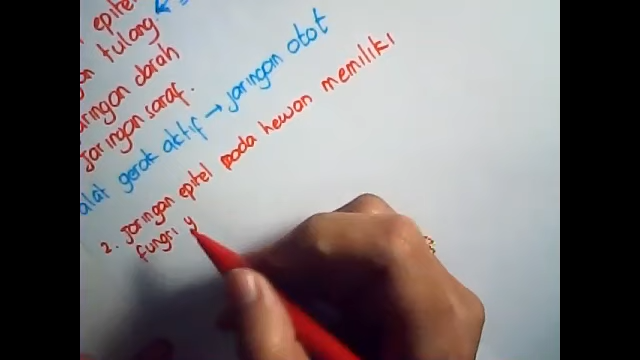 epitel
tulang
jaringan darah
jaringan saraf.
alat gerak aktif → jaringan otot
2. Jaringan epitel pada hewan memiliki
fungsi y